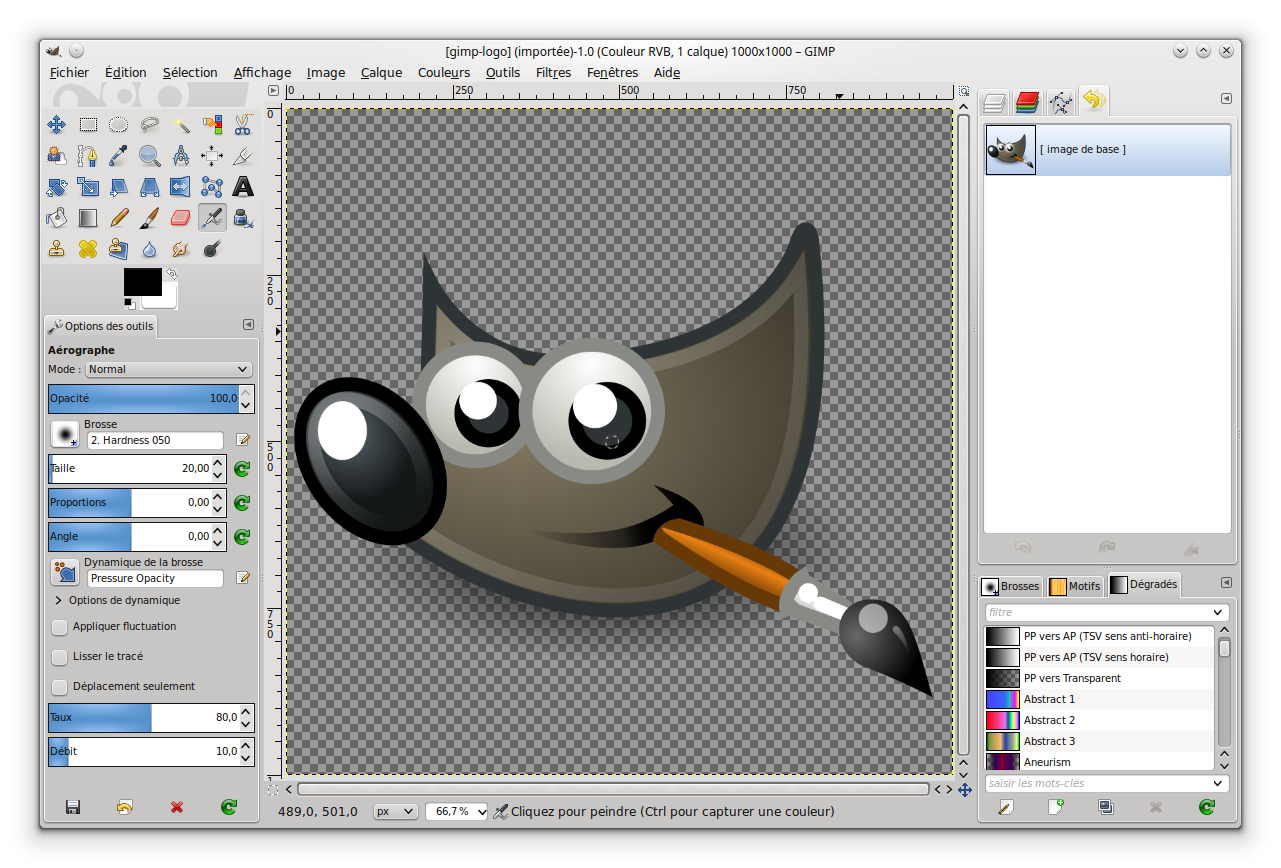 [gimp-logo] (importée)-1.0 (Couleur RVB, 1 calque) 1000x1000 – GIMP
Fichier Édition Sélection Affichage Image Calque Couleurs Outils Filtres Fenêtres Aide
0 250 500 750
0
250
500
750
Options des outils
Aérographe
Mode : Normal
Opacité 100,0
Brosse
2. Hardness 050
Taille 20,00
Proportions 0,00
Angle 0,00
Dynamique de la brosse
Pressure Opacity
Options de dynamique
Appliquer fluctuation
Lisser le tracé
Déplacement seulement
Taux 80,0
Débit 10,0
489,0, 501,0 px 66,7 % Cliquez pour peindre (Ctrl pour capturer une couleur)
[ image de base ]
Brosses Motifs Dégradés
filtre
PP vers AP (TSV sens anti-horaire)
PP vers AP (TSV sens horaire)
PP vers Transparent
Abstract 1
Abstract 2
Abstract 3
Aneurism
saisir les mots-clés